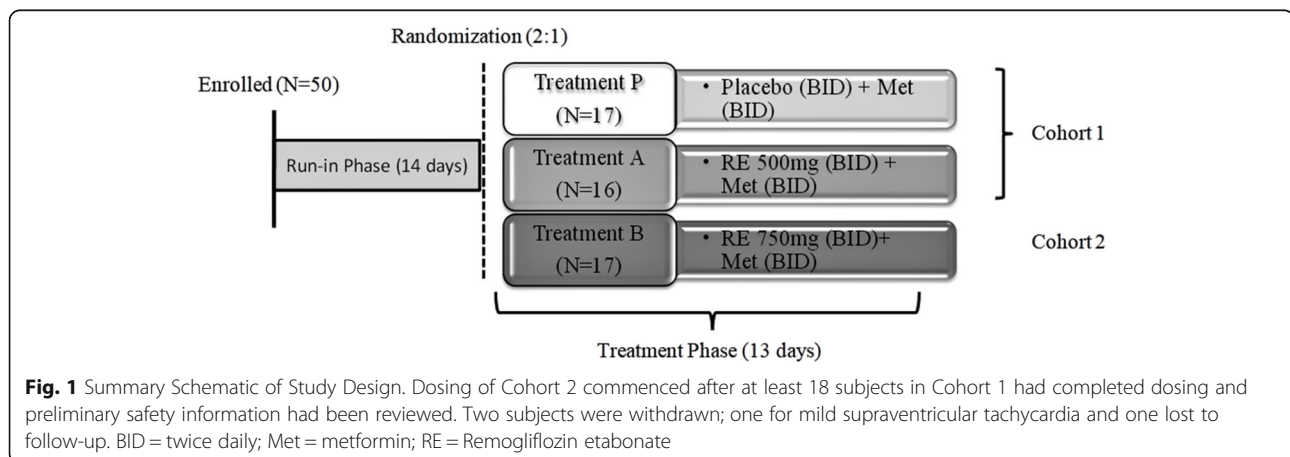 Randomization (2:1)
Enrolled (N=50)
Run-in Phase (14 days)
Treatment P
(N=17)
• Placebo (BID) + Met
(BID)
Treatment A
(N=16)
• RE 500mg (BID) +
Met (BID)
Cohort 1
Treatment B
(N=17)
• RE 750mg (BID)+
Met (BID)
Cohort 2
Treatment Phase (13 days)
Fig. 1 Summary Schematic of Study Design. Dosing of Cohort 2 commenced after at least 18 subjects in Cohort 1 had completed dosing and
preliminary safety information had been reviewed. Two subjects were withdrawn; one for mild supraventricular tachycardia and one lost to
follow-up. BID = twice daily; Met = metformin; RE = Remogliflozin etabonate